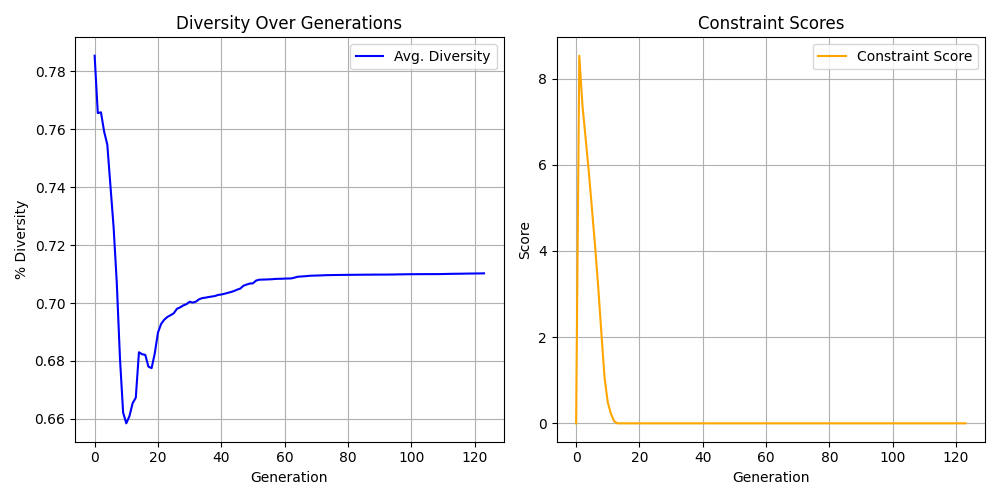 Diversity Over Generations
Avg. Diversity
% Diversity
0.78
0.76
0.74
0.72
0.70
0.68
0.66
0 20 40 60 80 100 120
Generation
Constraint Scores
Constraint Score
Score
8
6
4
2
0
0 20 40 60 80 100 120
Generation